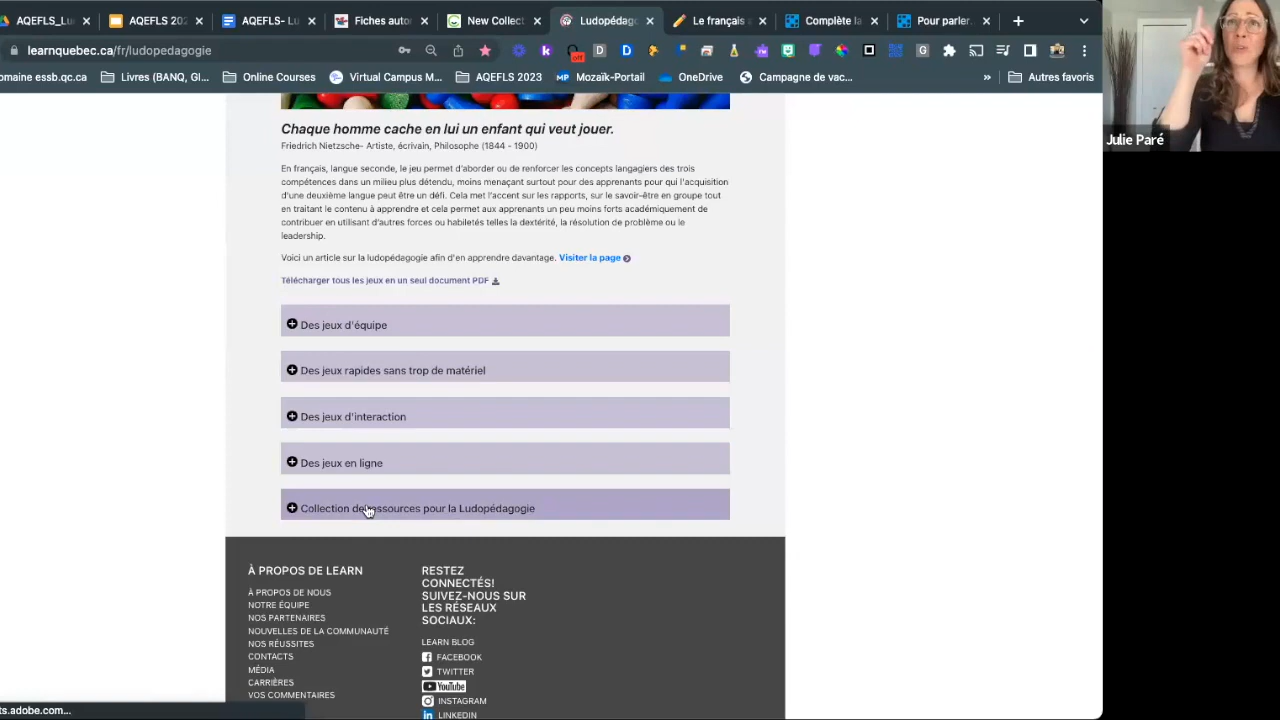 AQEFLS_Lu
AQEFLS 202
AQEFLS- Lu
Fiches autor
New Collect
Ludopédago
Le français d
Complète la
Pour parler.
learnquebec.ca/fr/ludopedagogie
off
omaine essb.qc.ca
Livres (BANQ, Gl...
Online Courses
Virtual Campus M...
AQEFLS 2023
MP Mozaïk-Portail
OneDrive
Campagne de vac...
»
Autres favoris
Julie Paré
Chaque homme cache en lui un enfant qui veut jouer.
Friedrich Nietzsche- Artiste, écrivain, Philosophe (1844 - 1900)
En français, langue seconde, le jeu permet d'aborder ou de renforcer les concepts langagiers des trois
compétences dans un milieu plus détendu, moins menaçant surtout pour des apprenants pour qui l'acquisition
d'une deuxième langue peut être un défi. Cela met l'accent sur les rapports, sur le savoir-être en groupe tout
en traitant le contenu à apprendre et cela permet aux apprenants un peu moins forts académiquement de
contribuer en utilisant d'autres forces ou habiletés telles la dextérité, la résolution de problème ou le
leadership.
Voici un article sur la ludopédagogie afin d'en apprendre davantage. Visiter la page
Télécharger tous les jeux en un seul document PDF
Des jeux d'équipe
Des jeux rapides sans trop de matériel
Des jeux d'interaction
Des jeux en ligne
Collection de ressources pour la Ludopédagogie
À PROPOS DE LEARN
À PROPOS DE NOUS
NOTRE ÉQUIPE
NOS PARTENAIRES
NOUVELLES DE LA COMMUNAUTÉ
NOS RÉUSSITES
CONTACTS
MÉDIA
CARRIÈRES
VOS COMMENTAIRES
RESTEZ
CONNECTÉS!
SUIVEZ-NOUS SUR
LES RÉSEAUX
SOCIAUX:
LEARN BLOG
FACEBOOK
TWITTER
YouTube
INSTAGRAM
LINKEDIN
ts.adobe.com...